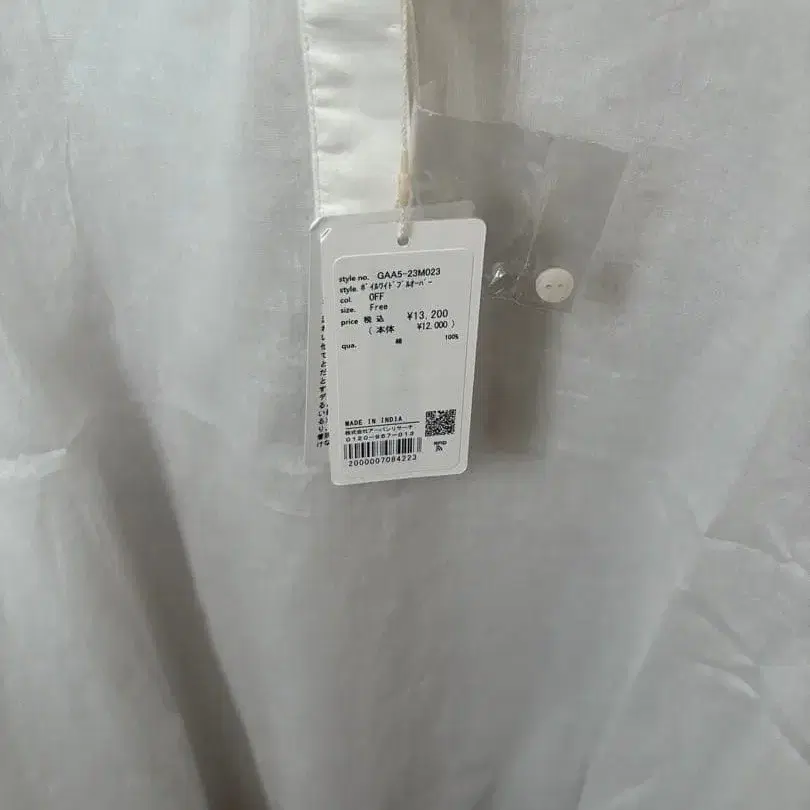 style no. GAA5-23M023
style. ﾎﾞｲﾙﾜｲﾄﾞﾌﾟﾙｵｰﾊﾞｰ
col. OFF
size. Free
price 税込 ¥13,200
(本体 ¥12,000)
qua. 綿 100%
MADE IN INDIA
株式会社アーバンリサーチ
0120-987-013
2000007084223